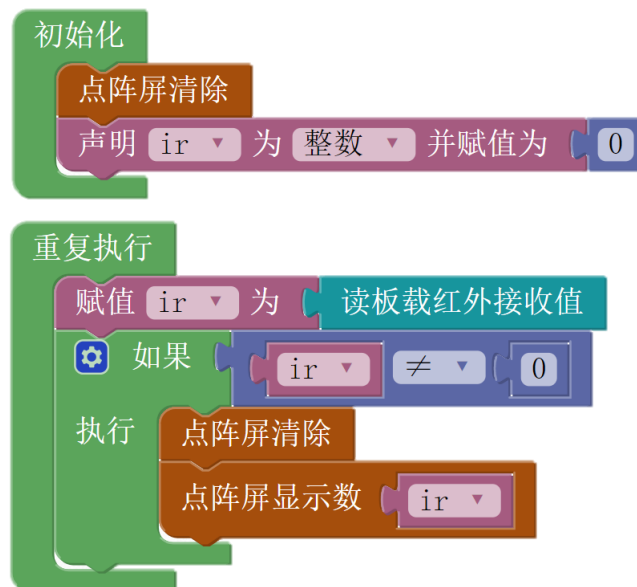 初始化
点阵屏清除
声明 ir 为 整数 并赋值为 0
重复执行
赋值 ir 为 读板载红外接收值
如果 ir ≠ 0
执行 点阵屏清除
点阵屏显示数 ir